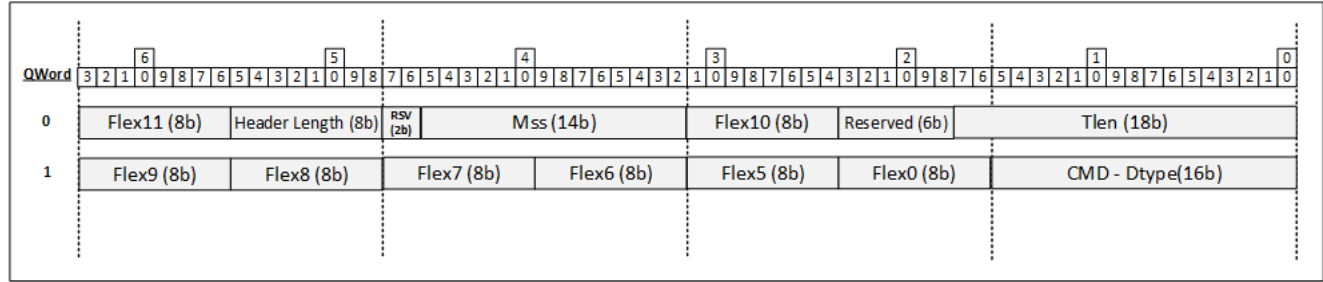 6 5 4 3 2 1 0
QWord 3 2 1 0 9 8 7 6 5 4 3 2 1 0 9 8 7 6 5 4 3 2 1 0 9 8 7 6 5 4 3 2 1 0 9 8 7 6 5 4 3 2 1 0 9 8 7 6 5 4 3 2 1 0 9 8 7 6 5 4 3 2 1 0
0 Flex11 (8b) Header Length (8b) RSV (2b) Mss (14b) Flex10 (8b) Reserved (6b) Tlen (18b)
1 Flex9 (8b) Flex8 (8b) Flex7 (8b) Flex6 (8b) Flex5 (8b) Flex0 (8b) CMD - Dtype(16b)